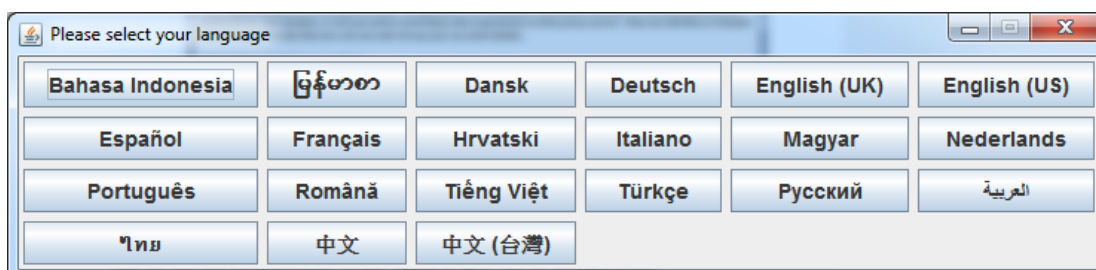 Please select your language
Bahasa Indonesia မြန်မာစာ Dansk Deutsch English (UK) English (US)
Español Français Hrvatski Italiano Magyar Nederlands
Português Română Tiếng Việt Türkçe Русский العربية
ไทย 中文 中文 (台灣)